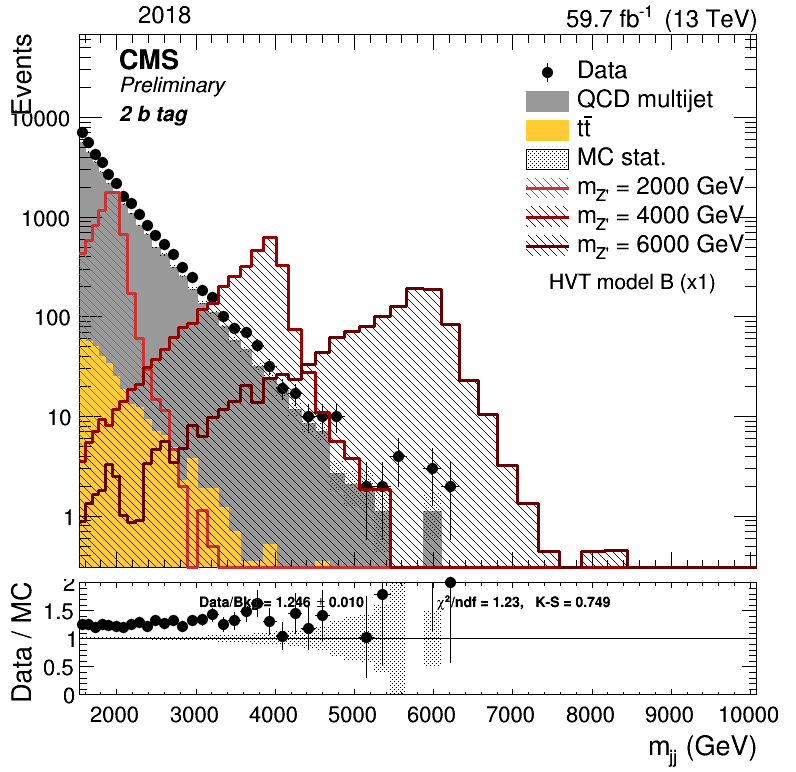 2018
59.7 fb⁻¹ (13 TeV)
Events
CMS
Preliminary
2 b tag
Data
QCD multijet
tt̄
MC stat.
m_Z' = 2000 GeV
m_Z' = 4000 GeV
m_Z' = 6000 GeV
HVT model B (x1)
10000
1000
100
10
1
Data / MC
2
1.5
1
0.5
0
Data/Bkg = 1.246 ± 0.010
χ²/ndf = 1.23, K-S = 0.749
2000 3000 4000 5000 6000 7000 8000 9000 10000
m_jj (GeV)